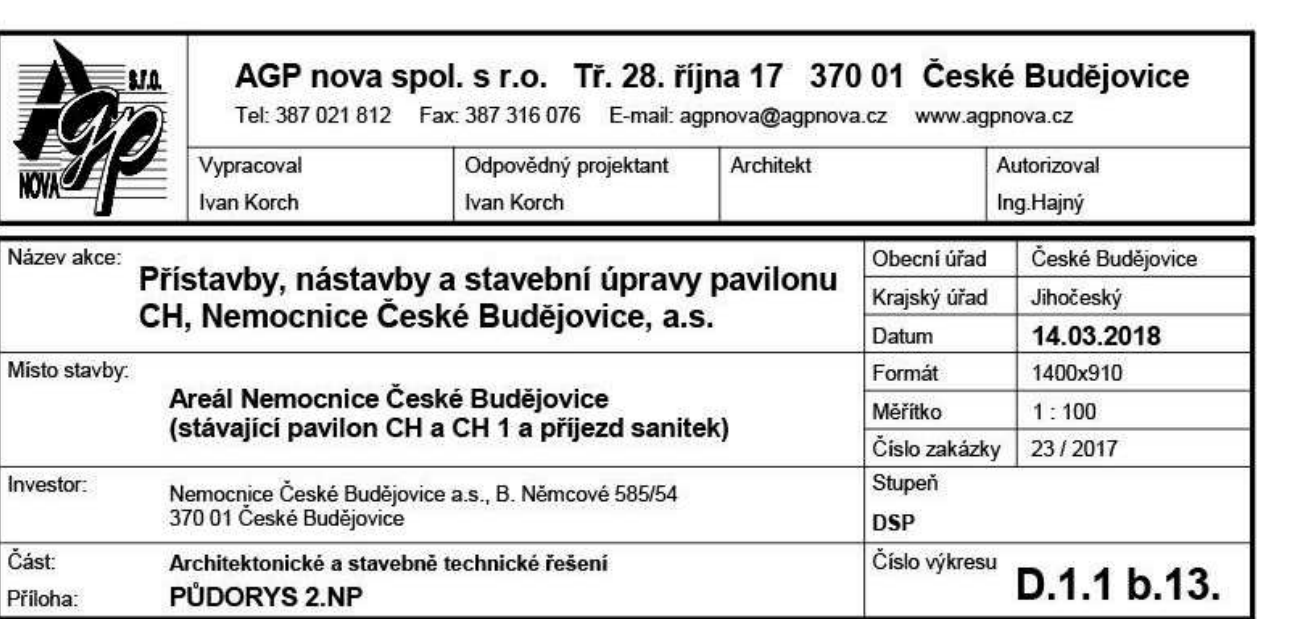 Agp s.r.o. NOVA
AGP nova spol. s r.o. Tř. 28. října 17 370 01 České Budějovice
Tel: 387 021 812 Fax: 387 316 076 E-mail: agpnova@agpnova.cz www.agpnova.cz
Vypracoval Odpovědný projektant Architekt Autorizoval
Ivan Korch Ivan Korch Ing.Hajný
Název akce:
Přístavby, nástavby a stavební úpravy pavilonu
CH, Nemocnice České Budějovice, a.s.
Obecní úřad České Budějovice
Krajský úřad Jihočeský
Datum 14.03.2018
Místo stavby:
Areál Nemocnice České Budějovice
(stávající pavilon CH a CH 1 a příjezd sanitek)
Formát 1400x910
Měřítko 1 : 100
Číslo zakázky 23 / 2017
Investor:
Nemocnice České Budějovice a.s., B. Němcové 585/54
370 01 České Budějovice
Stupeň
DSP
Část: Architektonické a stavebně technické řešení
Příloha: PŮDORYS 2.NP
Číslo výkresu D.1.1 b.13.